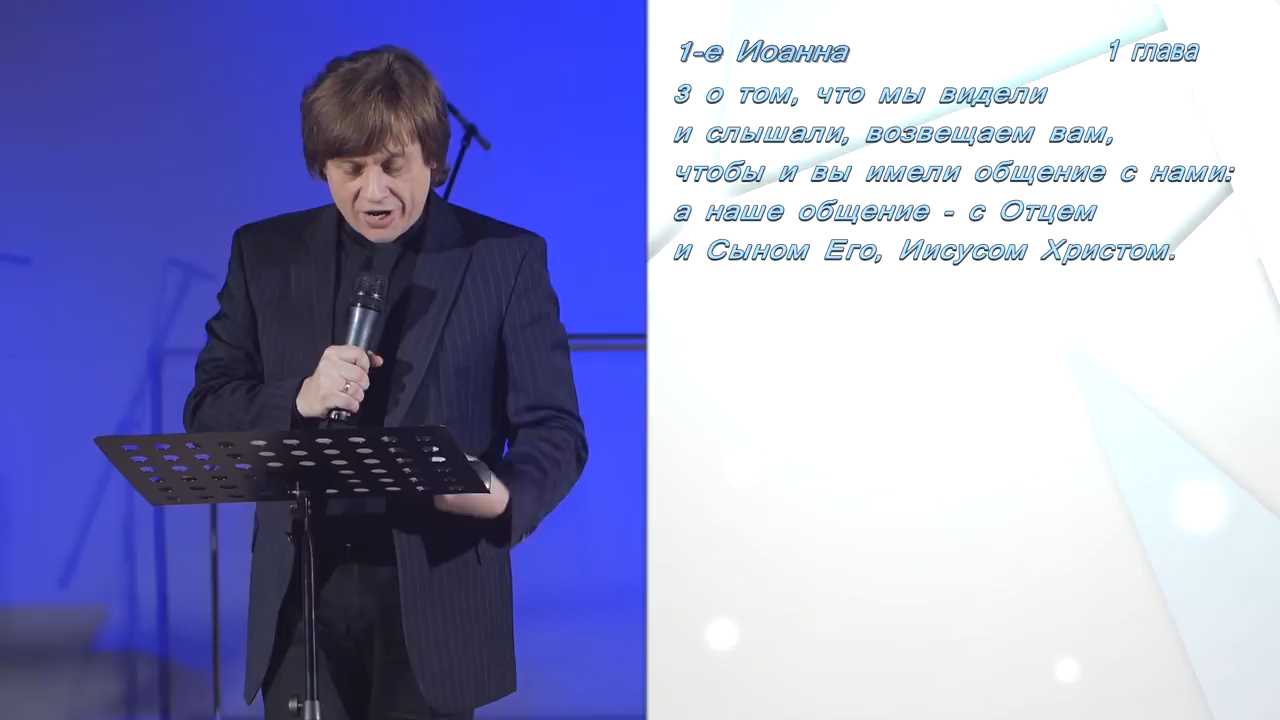 1-е Иоанна 1 глава
3 о том, что мы видели
и слышали, возвещаем вам,
чтобы и вы имели общение с нами:
а наше общение - с Отцем
и Сыном Его, Иисусом Христом.